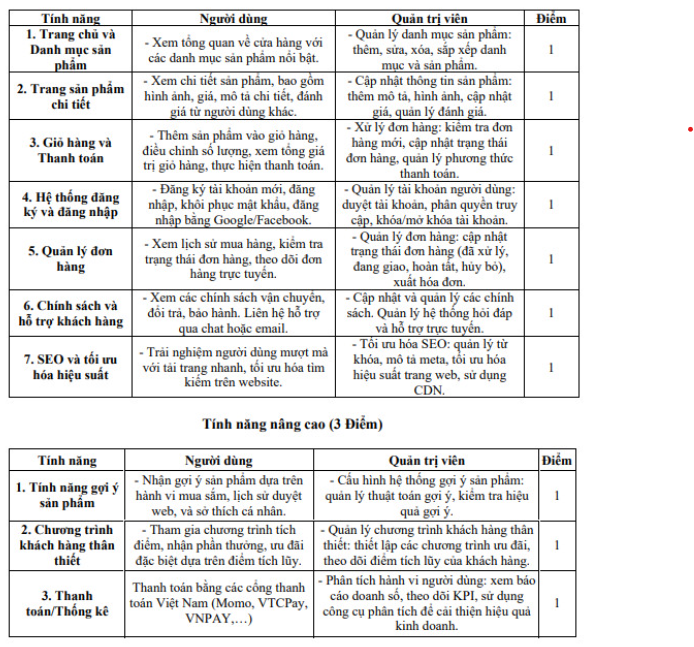 Tính năng Người dùng Quản trị viên Điểm
1. Trang chủ và Danh mục sản phẩm
- Xem tổng quan về cửa hàng với các danh mục sản phẩm nổi bật.
- Quản lý danh mục sản phẩm: thêm, sửa, xóa, sắp xếp danh mục và sản phẩm.
1
2. Trang sản phẩm chi tiết
- Xem chi tiết sản phẩm, bao gồm hình ảnh, giá, mô tả chi tiết, đánh giá từ người dùng khác.
- Cập nhật thông tin sản phẩm: thêm mô tả, hình ảnh, cập nhật giá, quản lý đánh giá.
1
3. Giỏ hàng và Thanh toán
- Thêm sản phẩm vào giỏ hàng, điều chỉnh số lượng, xem tổng giá trị giỏ hàng, thực hiện thanh toán.
- Xử lý đơn hàng: kiểm tra đơn hàng mới, cập nhật trạng thái đơn hàng, quản lý phương thức thanh toán.
1
4. Hệ thống đăng ký và đăng nhập
- Đăng ký tài khoản mới, đăng nhập, khôi phục mật khẩu, đăng nhập bằng Google/Facebook.
- Quản lý tài khoản người dùng: duyệt tài khoản, phân quyền truy cập, khóa/mở khóa tài khoản.
1
5. Quản lý đơn hàng
- Xem lịch sử mua hàng, kiểm tra trạng thái đơn hàng, theo dõi đơn hàng trực tuyến.
- Quản lý đơn hàng: cập nhật trạng thái đơn hàng (đã xử lý, đang giao, hoàn tất, hủy bỏ), xuất hóa đơn.
1
6. Chính sách và hỗ trợ khách hàng
- Xem các chính sách vận chuyển, đổi trả, bảo hành. Liên hệ hỗ trợ qua chat hoặc email.
- Cập nhật và quản lý các chính sách. Quản lý hệ thống hỏi đáp và hỗ trợ trực tuyến.
1
7. SEO và tối ưu hóa hiệu suất
- Trải nghiệm người dùng mượt mà với tải trang nhanh, tối ưu hóa tìm kiếm trên website.
- Tối ưu hóa SEO: quản lý từ khóa, mô tả meta, tối ưu hóa hiệu suất trang web, sử dụng CDN.
1
Tính năng nâng cao (3 Điểm)
Tính năng Người dùng Quản trị viên Điểm
1. Tính năng gợi ý sản phẩm
- Nhận gợi ý sản phẩm dựa trên hành vi mua sắm, lịch sử duyệt web, và sở thích cá nhân.
- Cấu hình hệ thống gợi ý sản phẩm: quản lý thuật toán gợi ý, kiểm tra hiệu quả gợi ý.
1
2. Chương trình khách hàng thân thiết
- Tham gia chương trình tích điểm, nhận phần thưởng, ưu đãi đặc biệt dựa trên điểm tích lũy.
- Quản lý chương trình khách hàng thân thiết: thiết lập các chương trình ưu đãi, theo dõi điểm tích lũy của khách hàng.
1
3. Thanh toán/Thống kê
Thanh toán bằng các cổng thanh toán Việt Nam (Momo, VTCPay, VNPAY,…)
- Phân tích hành vi người dùng: xem báo cáo doanh số, theo dõi KPI, sử dụng công cụ phân tích để cải thiện hiệu quả kinh doanh.
1